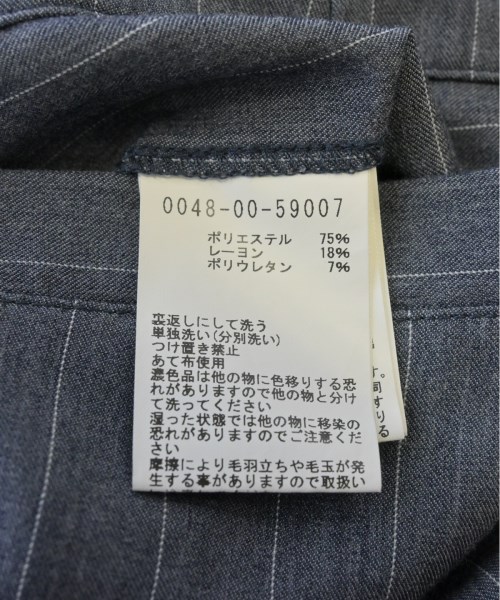 0048-00-59007
ポリエステル 75%
レーヨン 18%
ポリウレタン 7%
裏返しにして洗う
単独洗い(分別洗い)
つけ置き禁止
あて布使用
濃色品は他の物に色移りする恐
れがありますので他の物と分け
て洗ってください
湿った状態では他の物に移染の
恐れがありますのでご注意くだ
さい
摩擦により毛羽立ちや毛玉が発
生する事がありますので取扱い